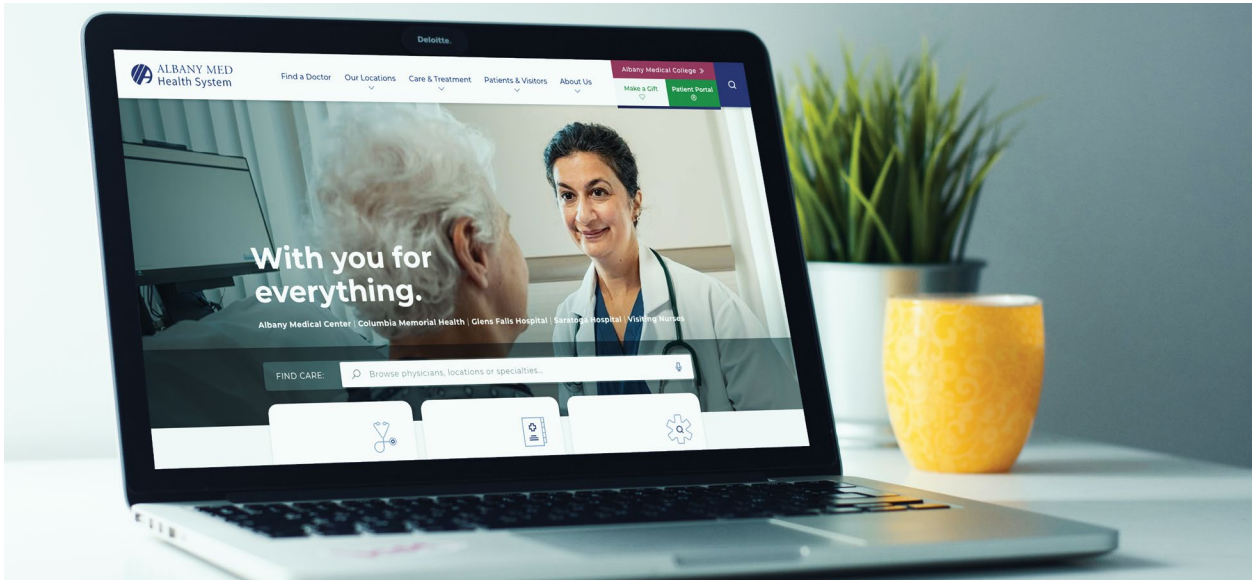 Deloitte.
ALBANY MED
Health System
Find a Doctor
Our Locations
Care & Treatment
Patients & Visitors
About Us
Albany Medical College »
Make a Gift
Patient Portal
With you for
everything.
Albany Medical Center | Columbia Memorial Health | Glens Falls Hospital | Saratoga Hospital | Visiting Nurses
FIND CARE:
Browse physicians, locations or specialties...